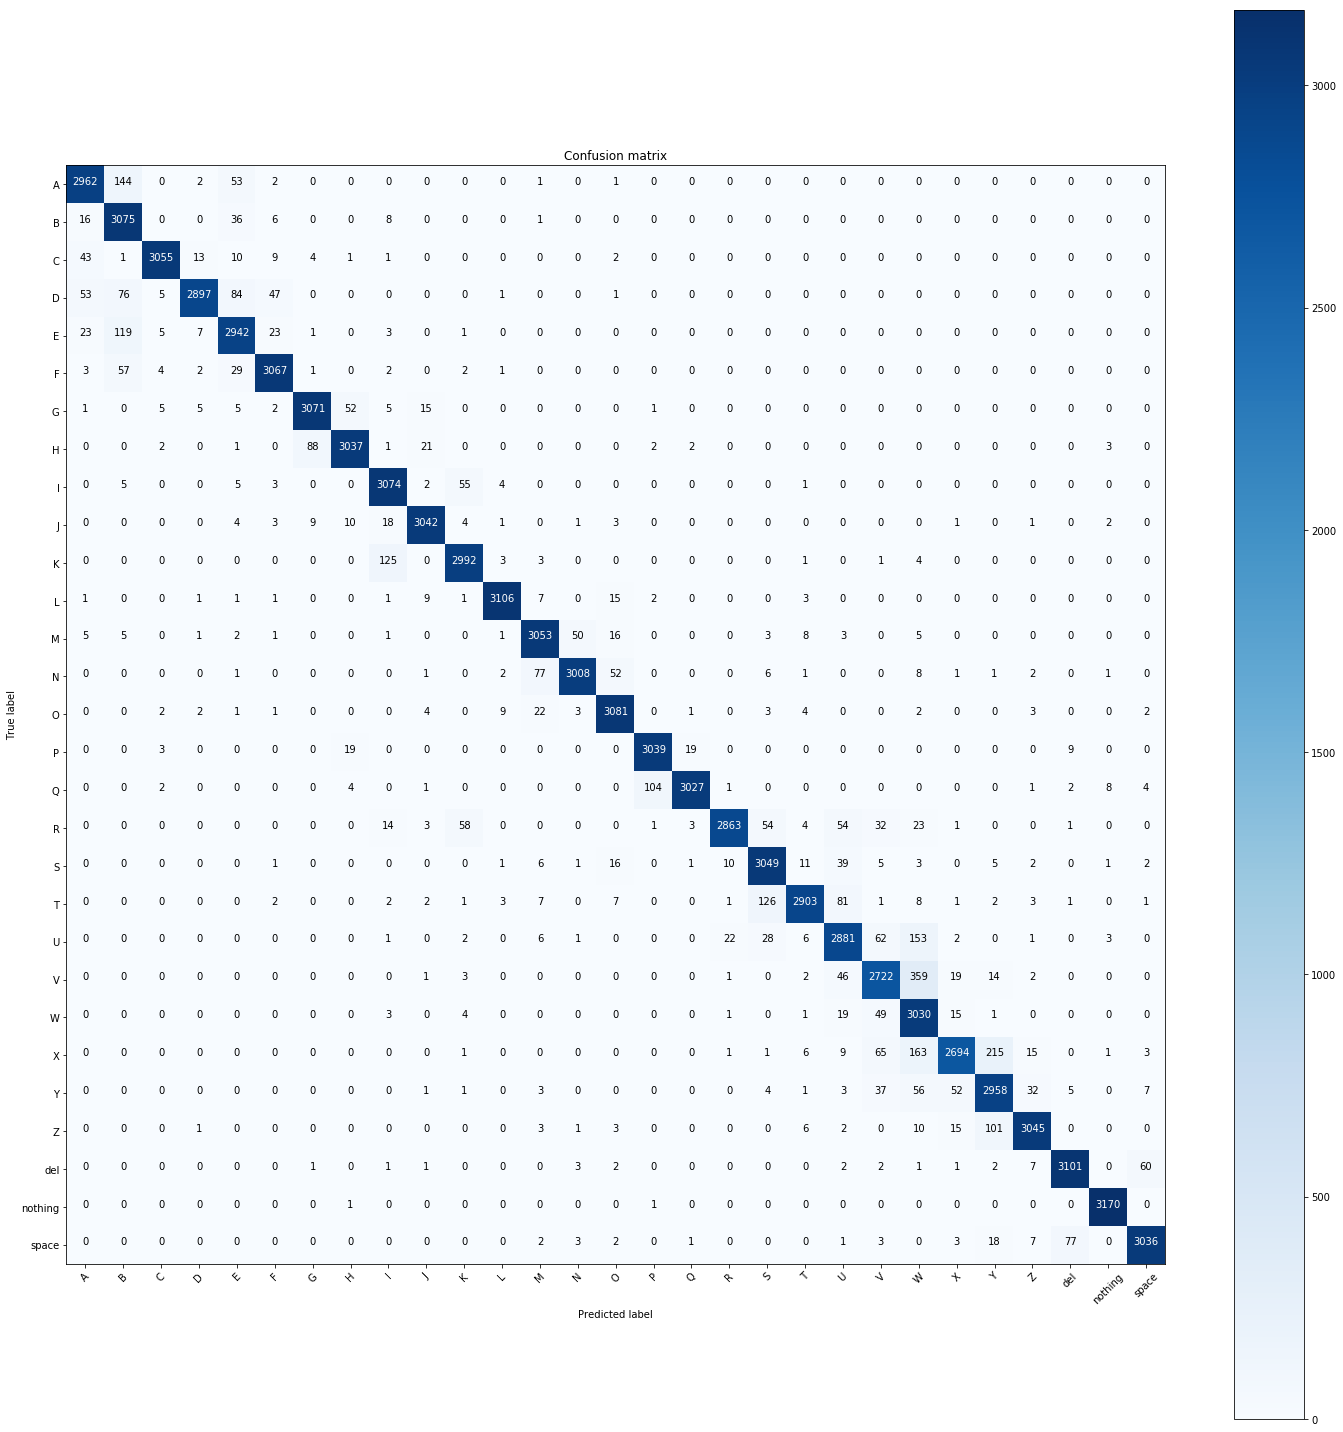 Confusion matrix
A 2962 144 0 2 53 2 0 0 0 0 0 0 1 0 1 0 0 0 0 0 0 0 0 0 0 0 0 0 0
B 16 3075 0 0 36 6 0 0 8 0 0 0 1 0 0 0 0 0 0 0 0 0 0 0 0 0 0 0 0
C 43 1 3055 13 10 9 4 1 1 0 0 0 0 0 2 0 0 0 0 0 0 0 0 0 0 0 0 0 0
D 53 76 5 2897 84 47 0 0 0 0 0 1 0 0 1 0 0 0 0 0 0 0 0 0 0 0 0 0 0
E 23 119 5 7 2942 23 1 0 3 0 1 0 0 0 0 0 0 0 0 0 0 0 0 0 0 0 0 0 0
F 3 57 4 2 29 3067 1 0 2 0 2 1 0 0 0 0 0 0 0 0 0 0 0 0 0 0 0 0 0
G 1 0 5 5 5 2 3071 52 5 15 0 0 0 0 0 1 0 0 0 0 0 0 0 0 0 0 0 0 0
H 0 0 2 0 1 0 88 3037 1 21 0 0 0 0 0 2 2 0 0 0 0 0 0 0 0 0 0 3 0
I 0 5 0 0 5 3 0 0 3074 2 55 4 0 0 0 0 0 0 0 1 0 0 0 0 0 0 0 0 0
J 0 0 0 0 4 3 9 10 18 3042 4 1 0 1 3 0 0 0 0 0 0 0 0 1 0 1 0 2 0
K 0 0 0 0 0 0 0 0 125 0 2992 3 3 0 0 0 0 0 0 1 0 1 4 0 0 0 0 0 0
L 1 0 0 1 1 1 0 0 1 9 1 3106 7 0 15 2 0 0 0 3 0 0 0 0 0 0 0 0 0
M 5 5 0 1 2 1 0 0 1 0 0 1 3053 50 16 0 0 0 3 8 3 0 5 0 0 0 0 0 0
N 0 0 0 0 1 0 0 0 0 1 0 2 77 3008 52 0 0 0 6 1 0 0 8 1 1 2 0 1 0
O 0 0 2 2 1 1 0 0 0 4 0 9 22 3 3081 0 1 0 3 4 0 0 2 0 0 3 0 0 2
P 0 0 3 0 0 0 0 19 0 0 0 0 0 0 0 3039 19 0 0 0 0 0 0 0 0 0 9 0 0
Q 0 0 2 0 0 0 0 4 0 1 0 0 0 0 0 104 3027 1 0 0 0 0 0 0 0 1 2 8 4
R 0 0 0 0 0 0 0 0 14 3 58 0 0 0 0 1 3 2863 54 4 54 32 23 1 0 0 1 0 0
S 0 0 0 0 0 1 0 0 0 0 0 1 6 1 16 0 1 10 3049 11 39 5 3 0 5 2 0 1 2
T 0 0 0 0 0 2 0 0 2 2 1 3 7 0 7 0 0 1 126 2903 81 1 8 1 2 3 1 0 1
U 0 0 0 0 0 0 0 0 1 0 2 0 6 1 0 0 0 22 28 6 2881 62 153 2 0 1 0 3 0
V 0 0 0 0 0 0 0 0 0 1 3 0 0 0 0 0 0 1 0 2 46 2722 359 19 14 2 0 0 0
W 0 0 0 0 0 0 0 0 3 0 4 0 0 0 0 0 0 1 0 1 19 49 3030 15 1 0 0 0 0
X 0 0 0 0 0 0 0 0 0 0 1 0 0 0 0 0 0 1 1 6 9 65 163 2694 215 15 0 1 3
Y 0 0 0 0 0 0 0 0 0 1 1 0 3 0 0 0 0 0 4 1 3 37 56 52 2958 32 5 0 7
Z 0 0 0 1 0 0 0 0 0 0 0 0 3 1 3 0 0 0 0 6 2 0 10 15 101 3045 0 0 0
del 0 0 0 0 0 0 1 0 1 1 0 0 0 3 2 0 0 0 0 0 2 2 1 1 2 7 3101 0 60
nothing 0 0 0 0 0 0 0 1 0 0 0 0 0 0 0 1 0 0 0 0 0 0 0 0 0 0 0 3170 0
space 0 0 0 0 0 0 0 0 0 0 0 0 2 3 2 0 1 0 0 0 1 3 0 3 18 7 77 0 3036
A B C D E F G H I J K L M N O P Q R S T U V W X Y Z del nothing space
Predicted label
True label
3000
2500
2000
1500
1000
500
0